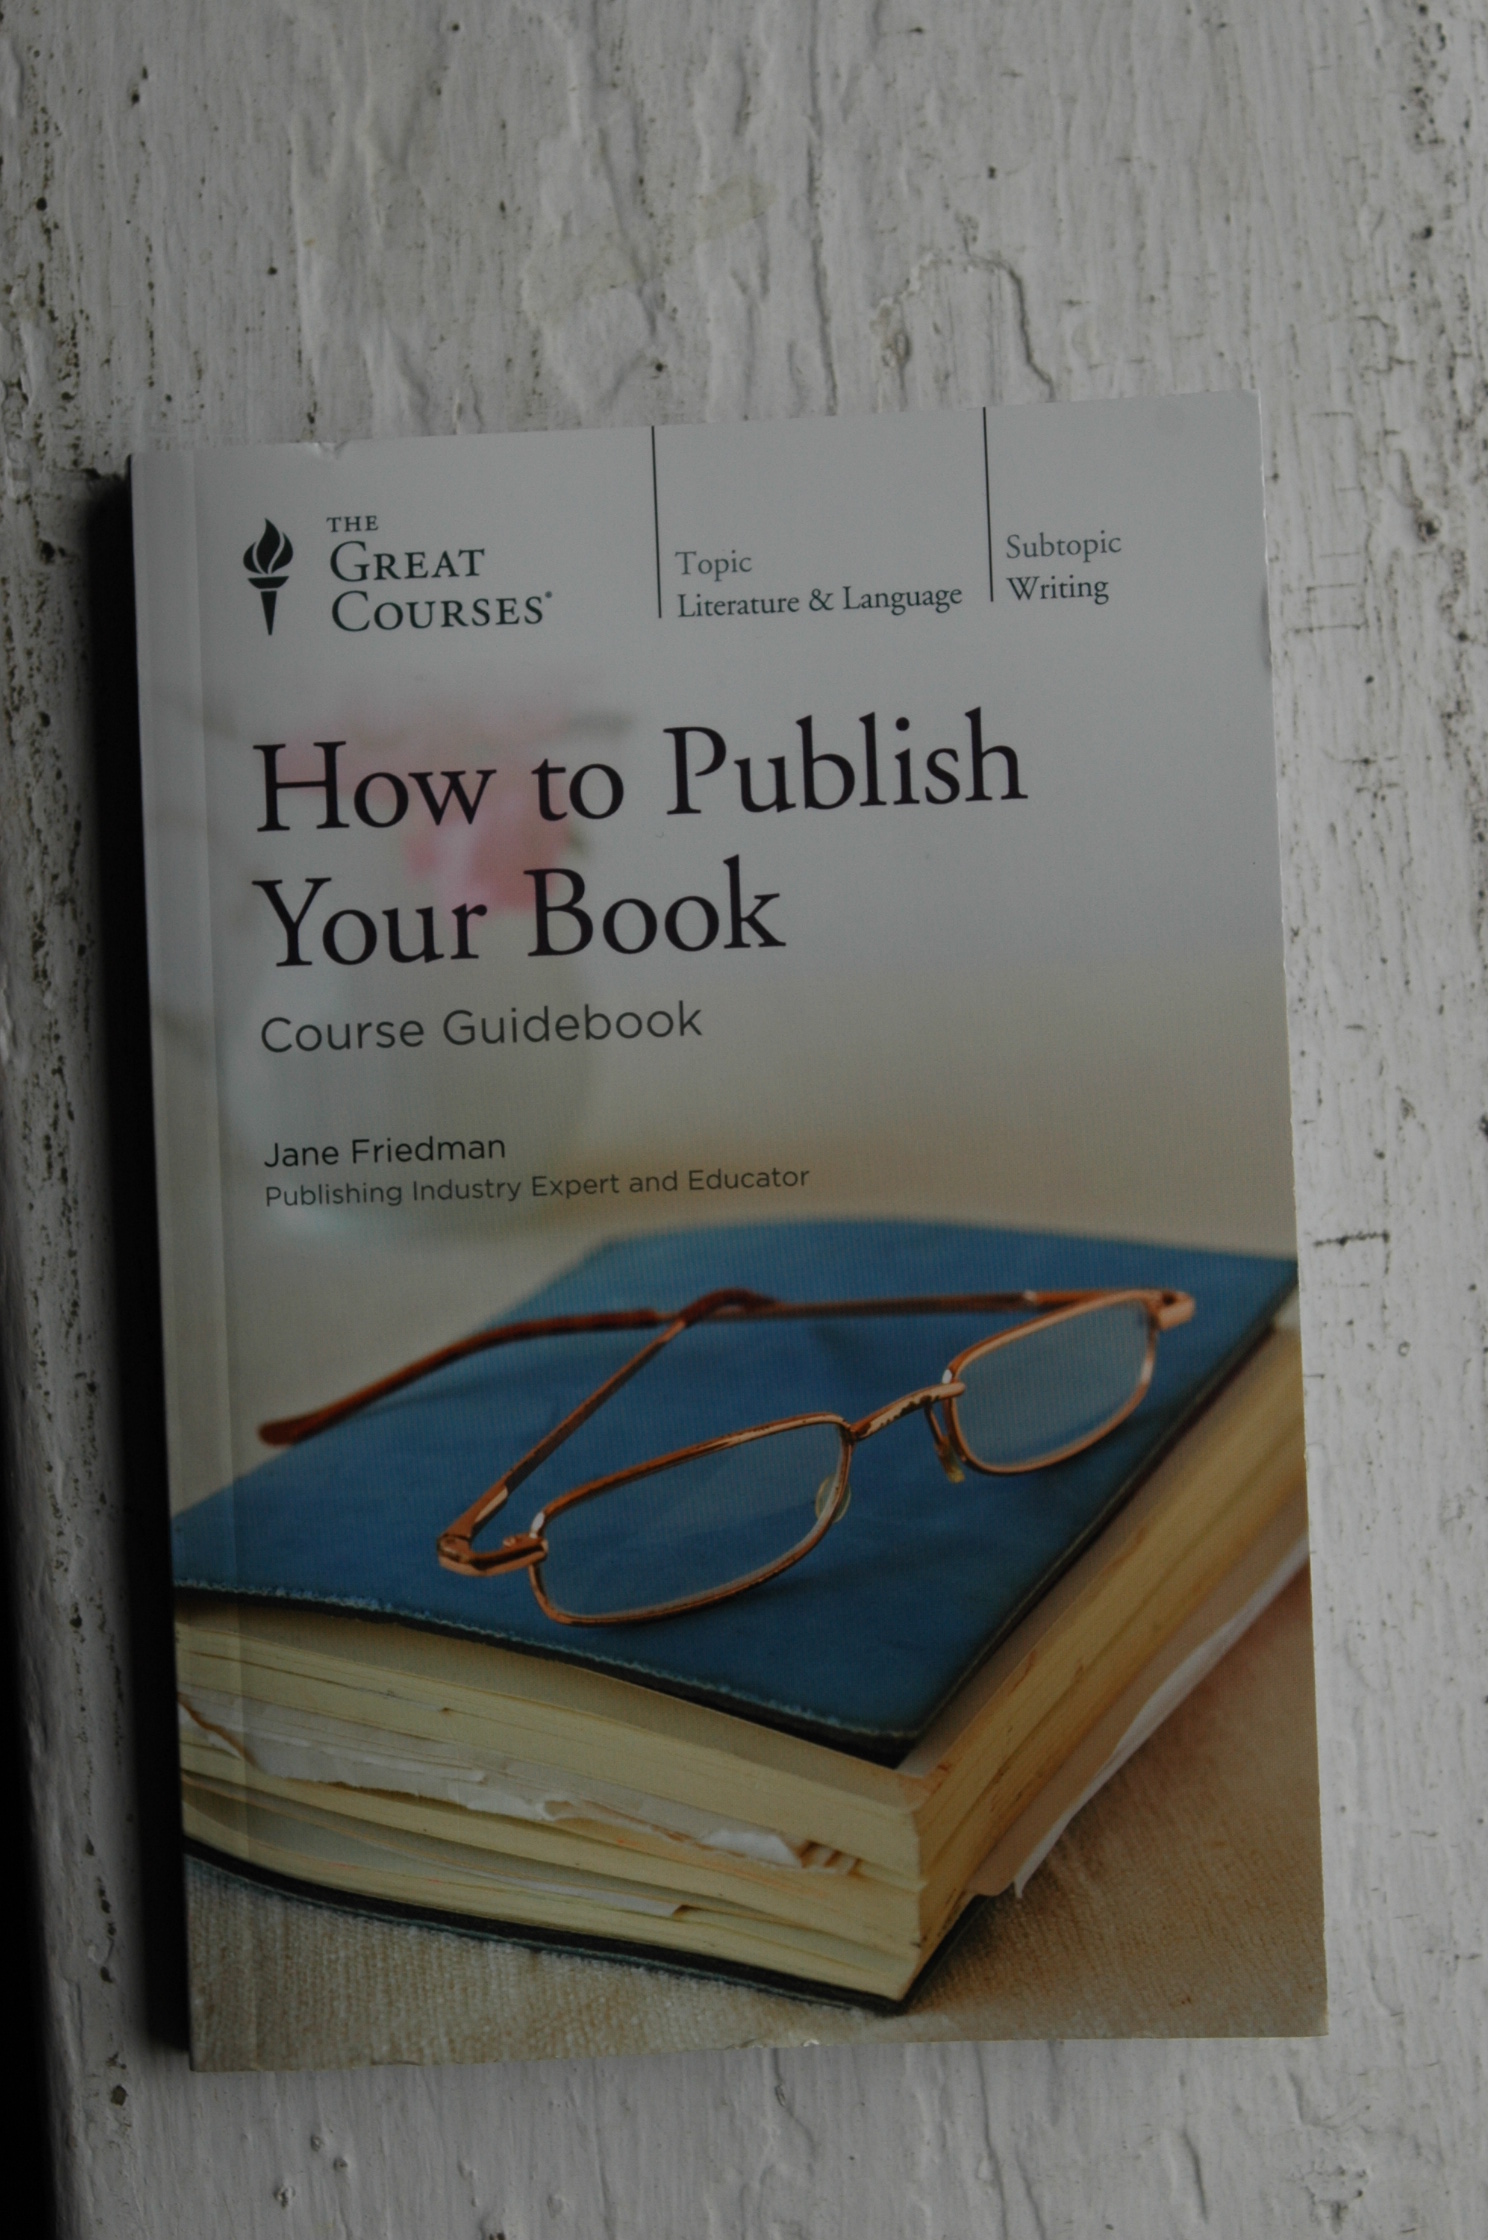 THE
GREAT
COURSES®
Topic
Literature & Language
Subtopic
Writing
How to Publish
Your Book
Course Guidebook
Jane Friedman
Publishing Industry Expert and Educator